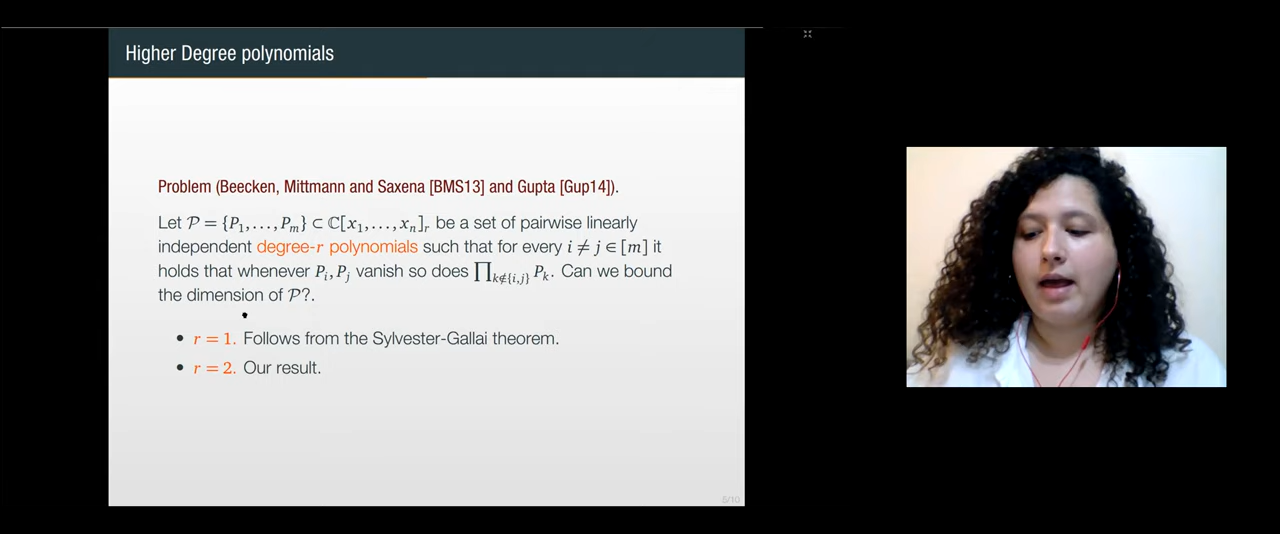 Higher Degree polynomials
Problem (Beecken, Mittmann and Saxena [BMS13] and Gupta [Gup14]).
Let 𝒫 = {P₁, …, Pₘ} ⊂ ℂ[x₁, …, xₙ]ᵣ be a set of pairwise linearly
independent degree-r polynomials such that for every i ≠ j ∈ [m] it
holds that whenever Pᵢ, Pⱼ vanish so does ∏_{k∉{i,j}} Pₖ. Can we bound
the dimension of 𝒫?.
• r = 1. Follows from the Sylvester-Gallai theorem.
• r = 2. Our result.
5/10